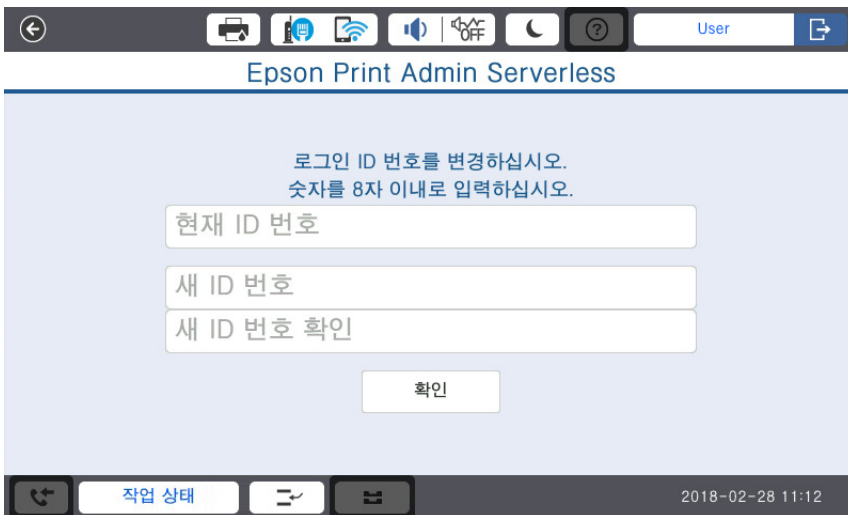 OFF
User
Epson Print Admin Serverless
로그인 ID 번호를 변경하십시오.
숫자를 8자 이내로 입력하십시오.
현재 ID 번호
새 ID 번호
새 ID 번호 확인
확인
작업 상태
2018-02-28 11:12